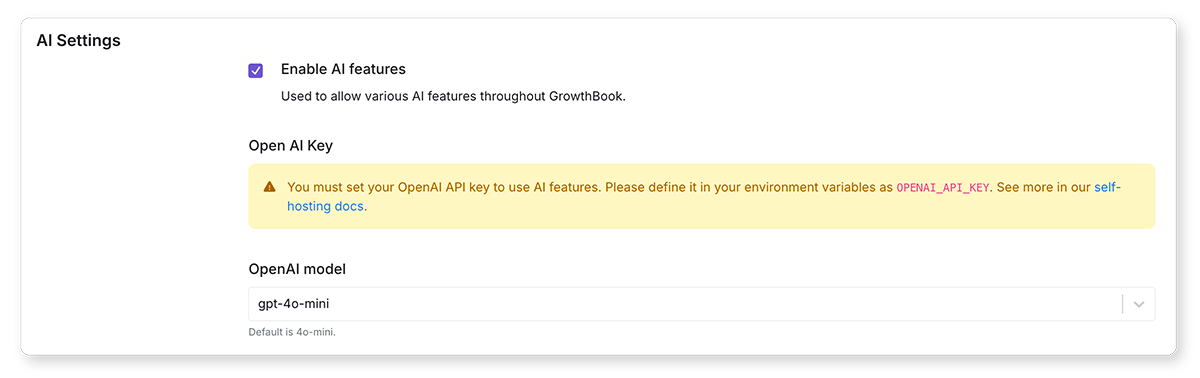 AI Settings
Enable AI features
Used to allow various AI features throughout GrowthBook.
Open AI Key
You must set your OpenAI API key to use AI features. Please define it in your environment variables as OPENAI_API_KEY. See more in our self-
hosting docs.
OpenAI model
gpt-4o-mini
Default is 4o-mini.